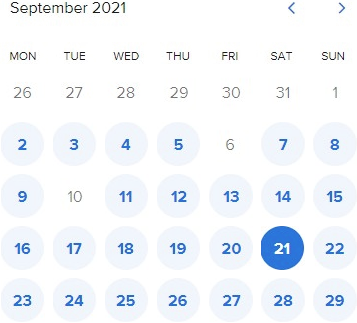 September 2021
MON TUE WED THU FRI SAT SUN
26 27 28 29 30 31 1
2 3 4 5 6 7 8
9 10 11 12 13 14 15
16 17 18 19 20 21 22
23 24 25 26 27 28 29